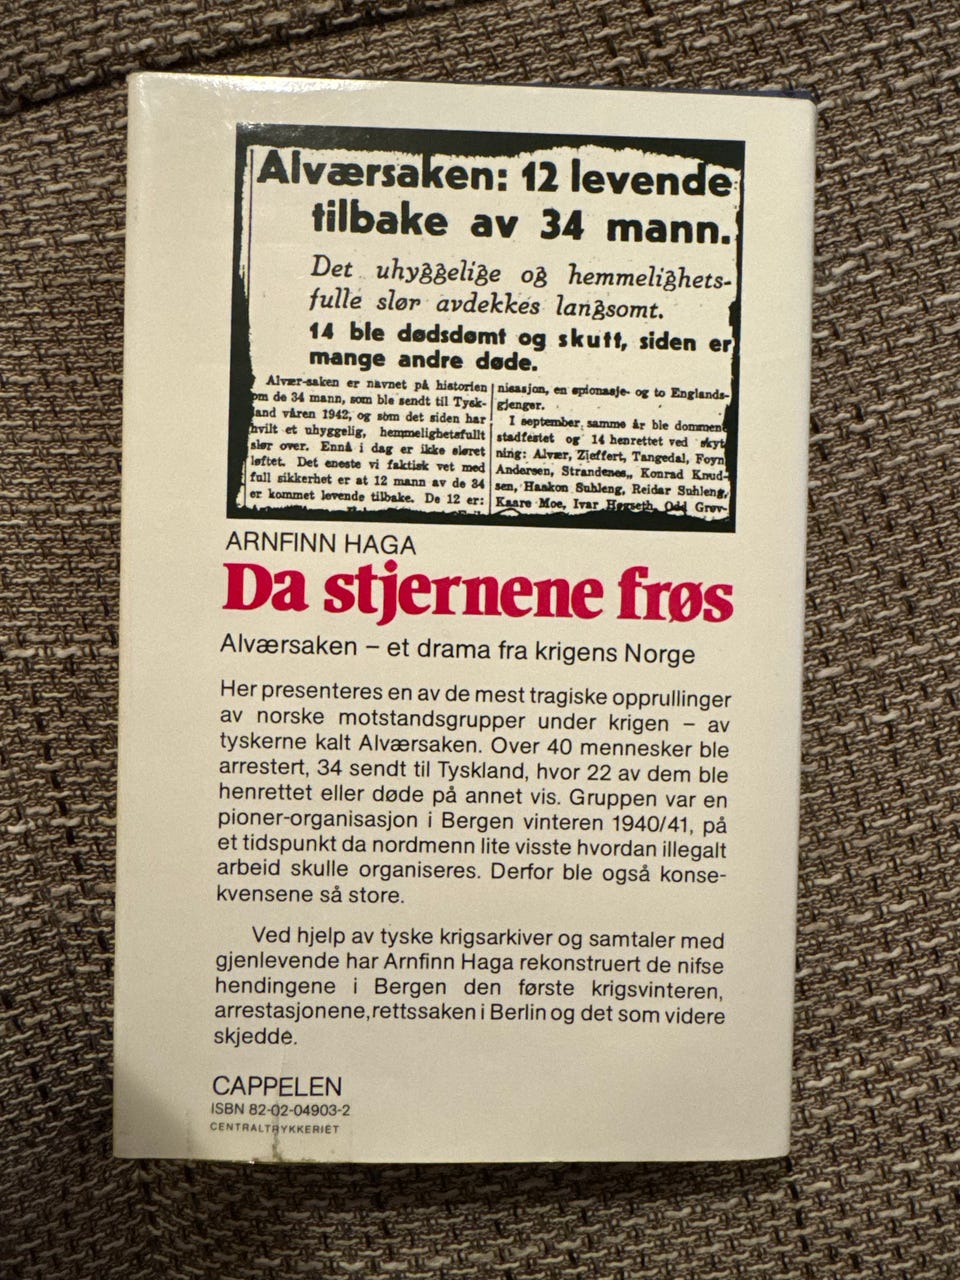 Alværsaken: 12 levende
tilbake av 34 mann.
Det uhyggelige og hemmelighets-
fulle slør avdekkes langsomt.
14 ble dødsdømt og skutt, siden er
mange andre døde.
Alvær-saken er navnet på historien
om de 34 mann, som ble sendt til Tysk-
land våren 1942, og som det siden har
hvilt et uhyggelig, hemmelighetsfullt
slør over. Ennå i dag er ikke sløret
løftet. Det eneste vi faktisk vet med
full sikkerhet er at 12 mann av de 34
er kommet levende tilbake. De 12 er:
nisasjon, en spionasje- og to Englands-
gjenger.
I september samme år ble dommen
stadfestet og 14 henrettet ved skyt
ning: Alvær, Zieffert, Tangedal, Foyn
Andersen, Strandenes, Konrad Knud-
sen, Haakon Suhleng, Reidar Suhleng,
Kaare Moe, Ivar Odd Grøv-
ARNFINN HAGA
Da stjernene frøs
Alværsaken – et drama fra krigens Norge
Her presenteres en av de mest tragiske opprullinger
av norske motstandsgrupper under krigen – av
tyskerne kalt Alværsaken. Over 40 mennesker ble
arrestert, 34 sendt til Tyskland, hvor 22 av dem ble
henrettet eller døde på annet vis. Gruppen var en
pioner-organisasjon i Bergen vinteren 1940/41, på
et tidspunkt da nordmenn lite visste hvordan illegalt
arbeid skulle organiseres. Derfor ble også konse-
kvensene så store.
Ved hjelp av tyske krigsarkiver og samtaler med
gjenlevende har Arnfinn Haga rekonstruert de nifse
hendingene i Bergen den første krigsvinteren,
arrestasjonene, rettssaken i Berlin og det som videre
skjedde.
CAPPELEN
ISBN 82-02-04903-2
CENTRALTRYKKERIET